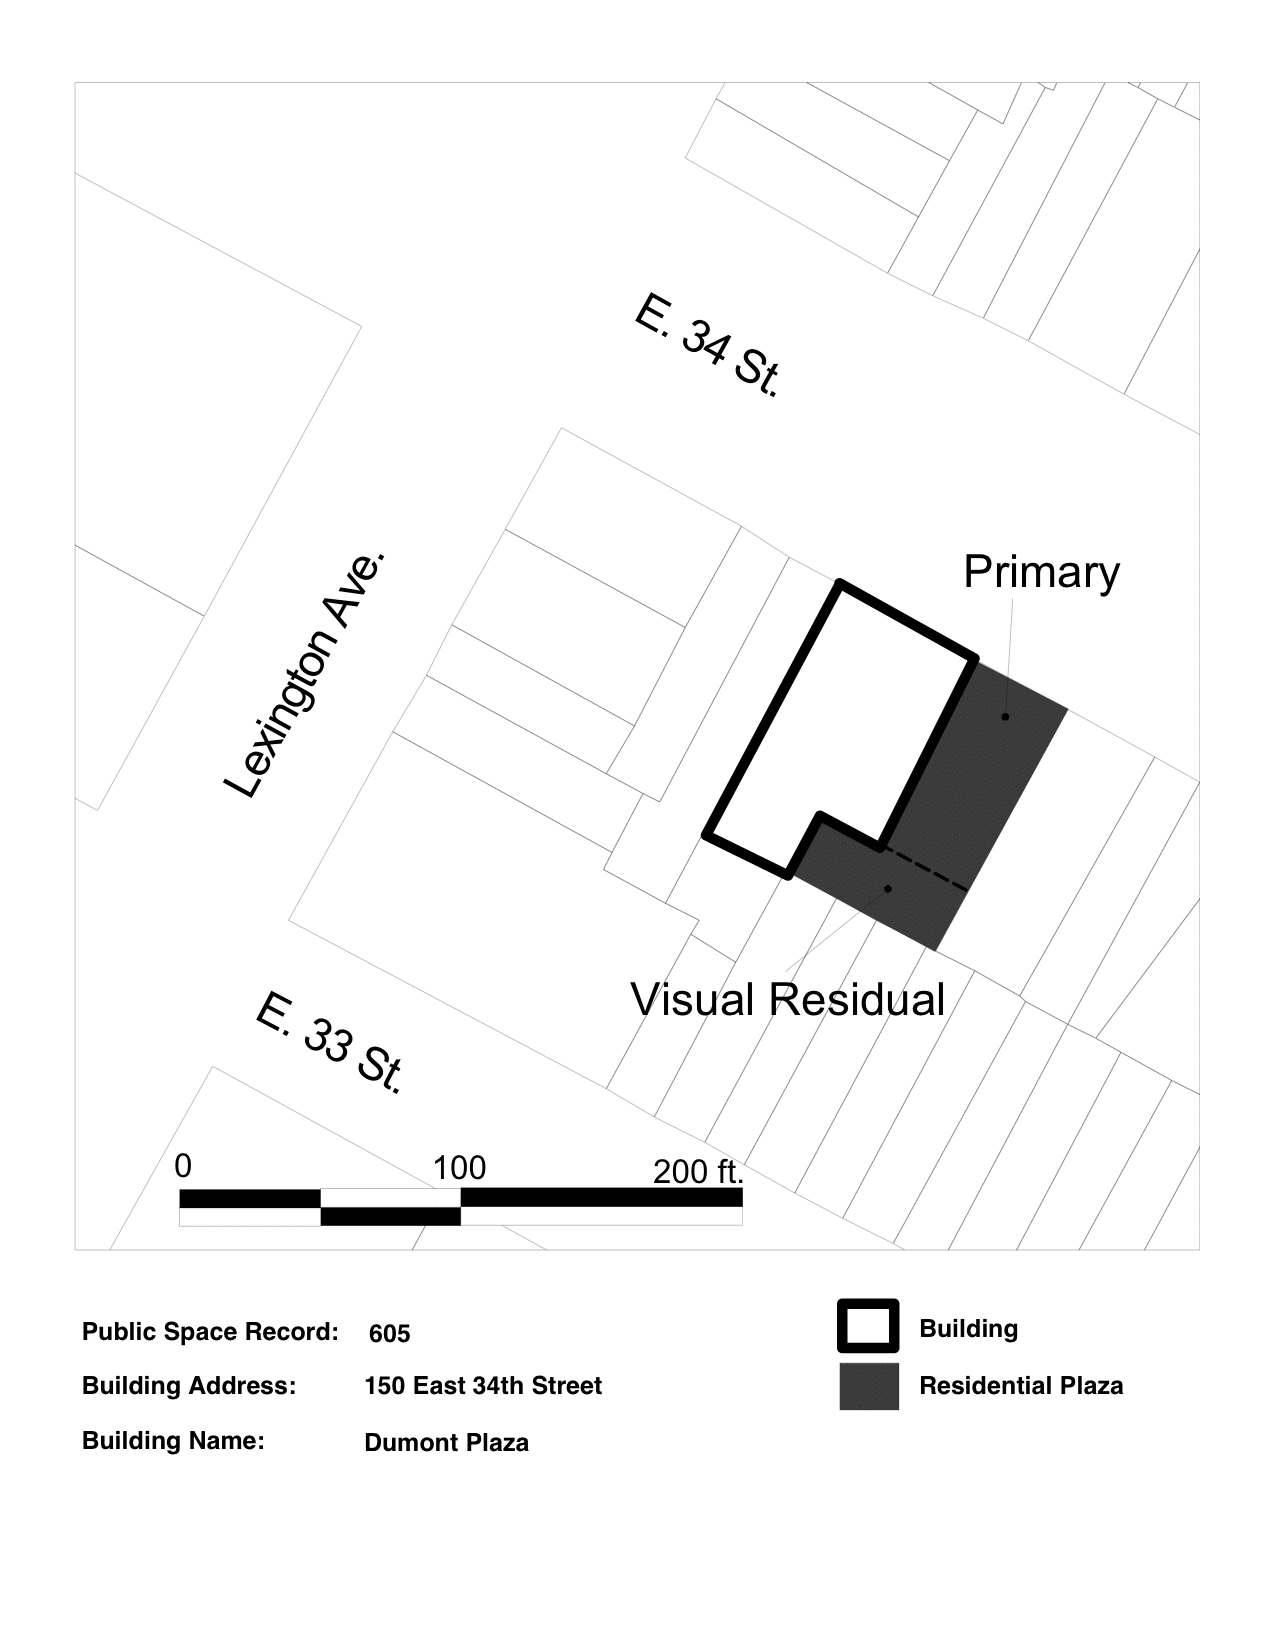 E. 34 St.
Primary
Lexington Ave.
Visual Residual
E. 33 St.
0 100 200 ft.
Public Space Record: 605
Building Address: 150 East 34th Street
Building Name: Dumont Plaza
Building
Residential Plaza